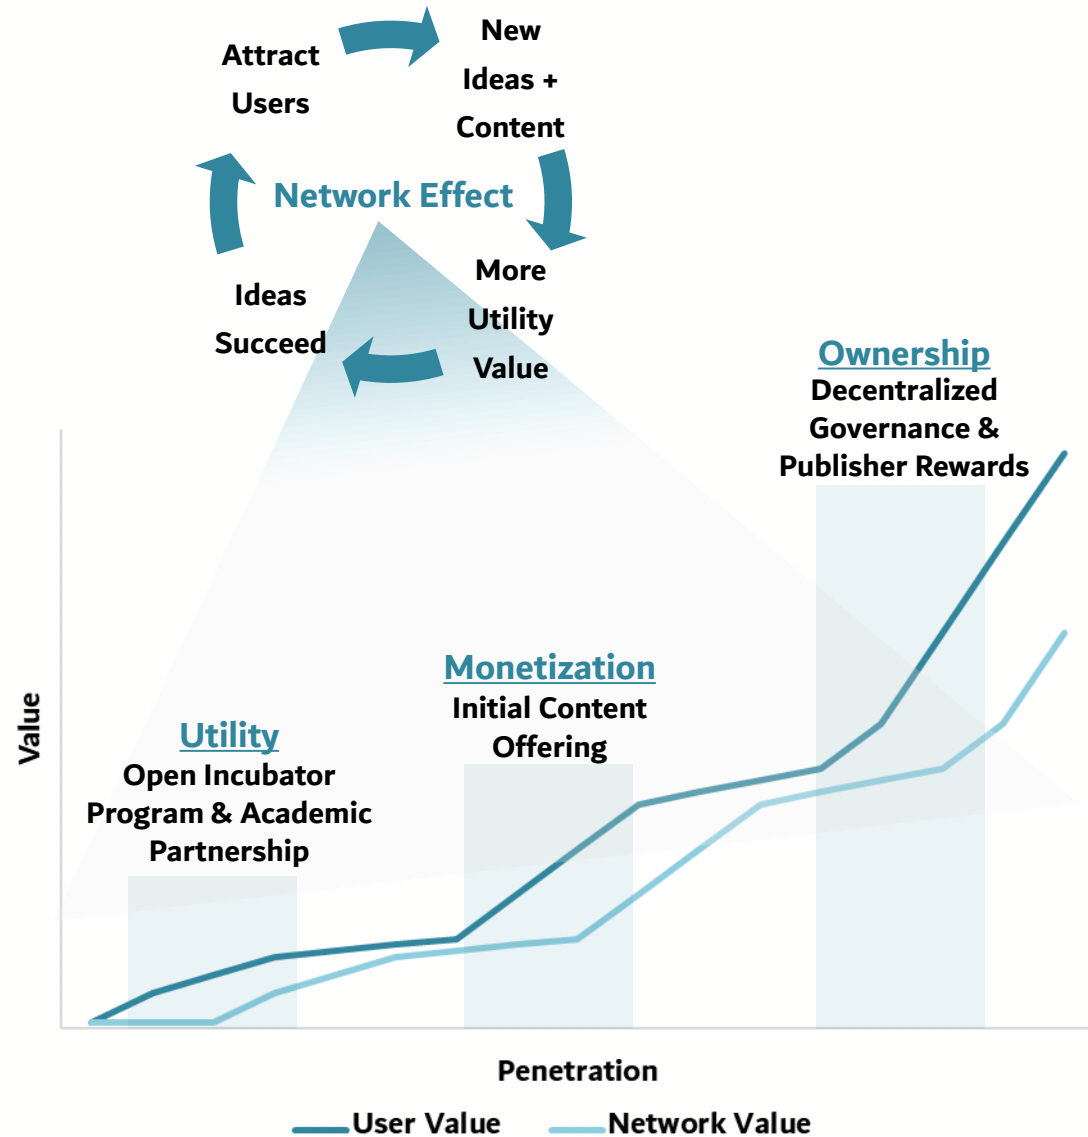 Attract
Users
New
Ideas +
Content
Network Effect
More
Utility
Value
Ideas
Succeed
Ownership
Decentralized
Governance &
Publisher Rewards
Monetization
Initial Content
Offering
Utility
Open Incubator
Program & Academic
Partnership
Value
Penetration
User Value
Network Value